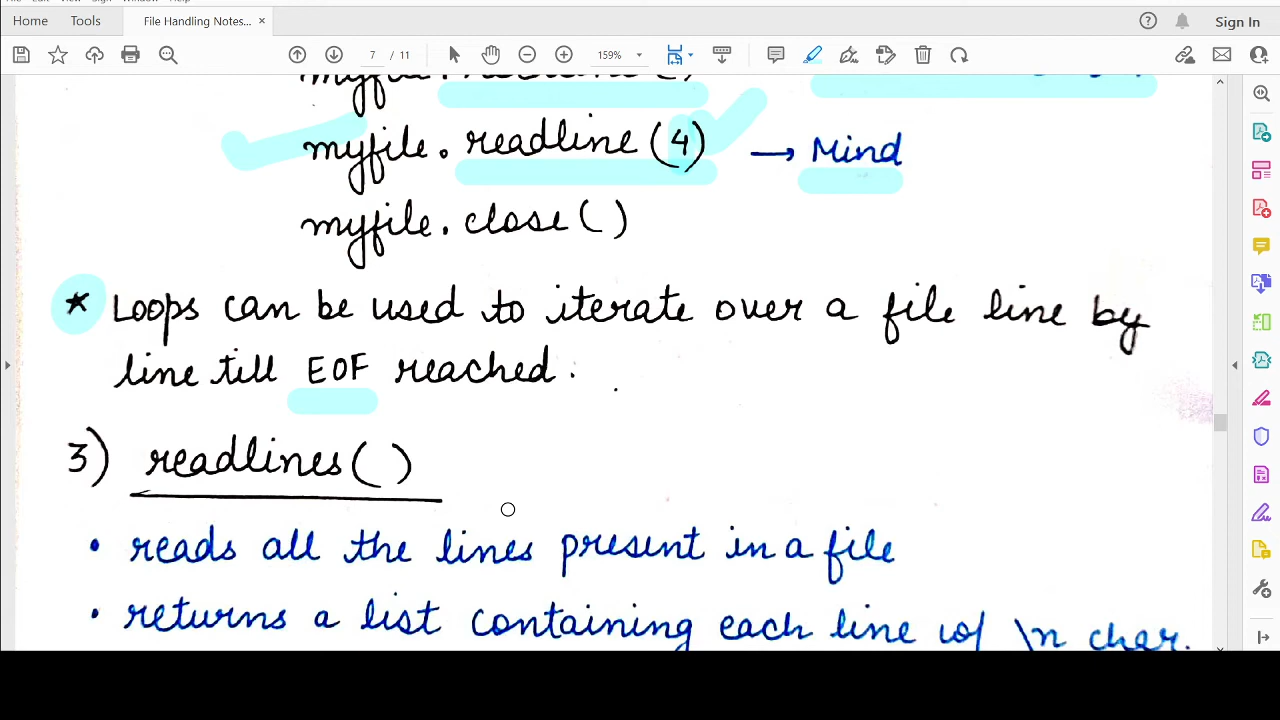 Home Tools File Handling Notes... × Sign In
7 / 11 159%
myfile.readline(4) → Mind
myfile.close()
* Loops can be used to iterate over a file line by
line till EOF reached.
3) readlines()
• reads all the lines present in a file
• returns a list containing each line w/ \n char.